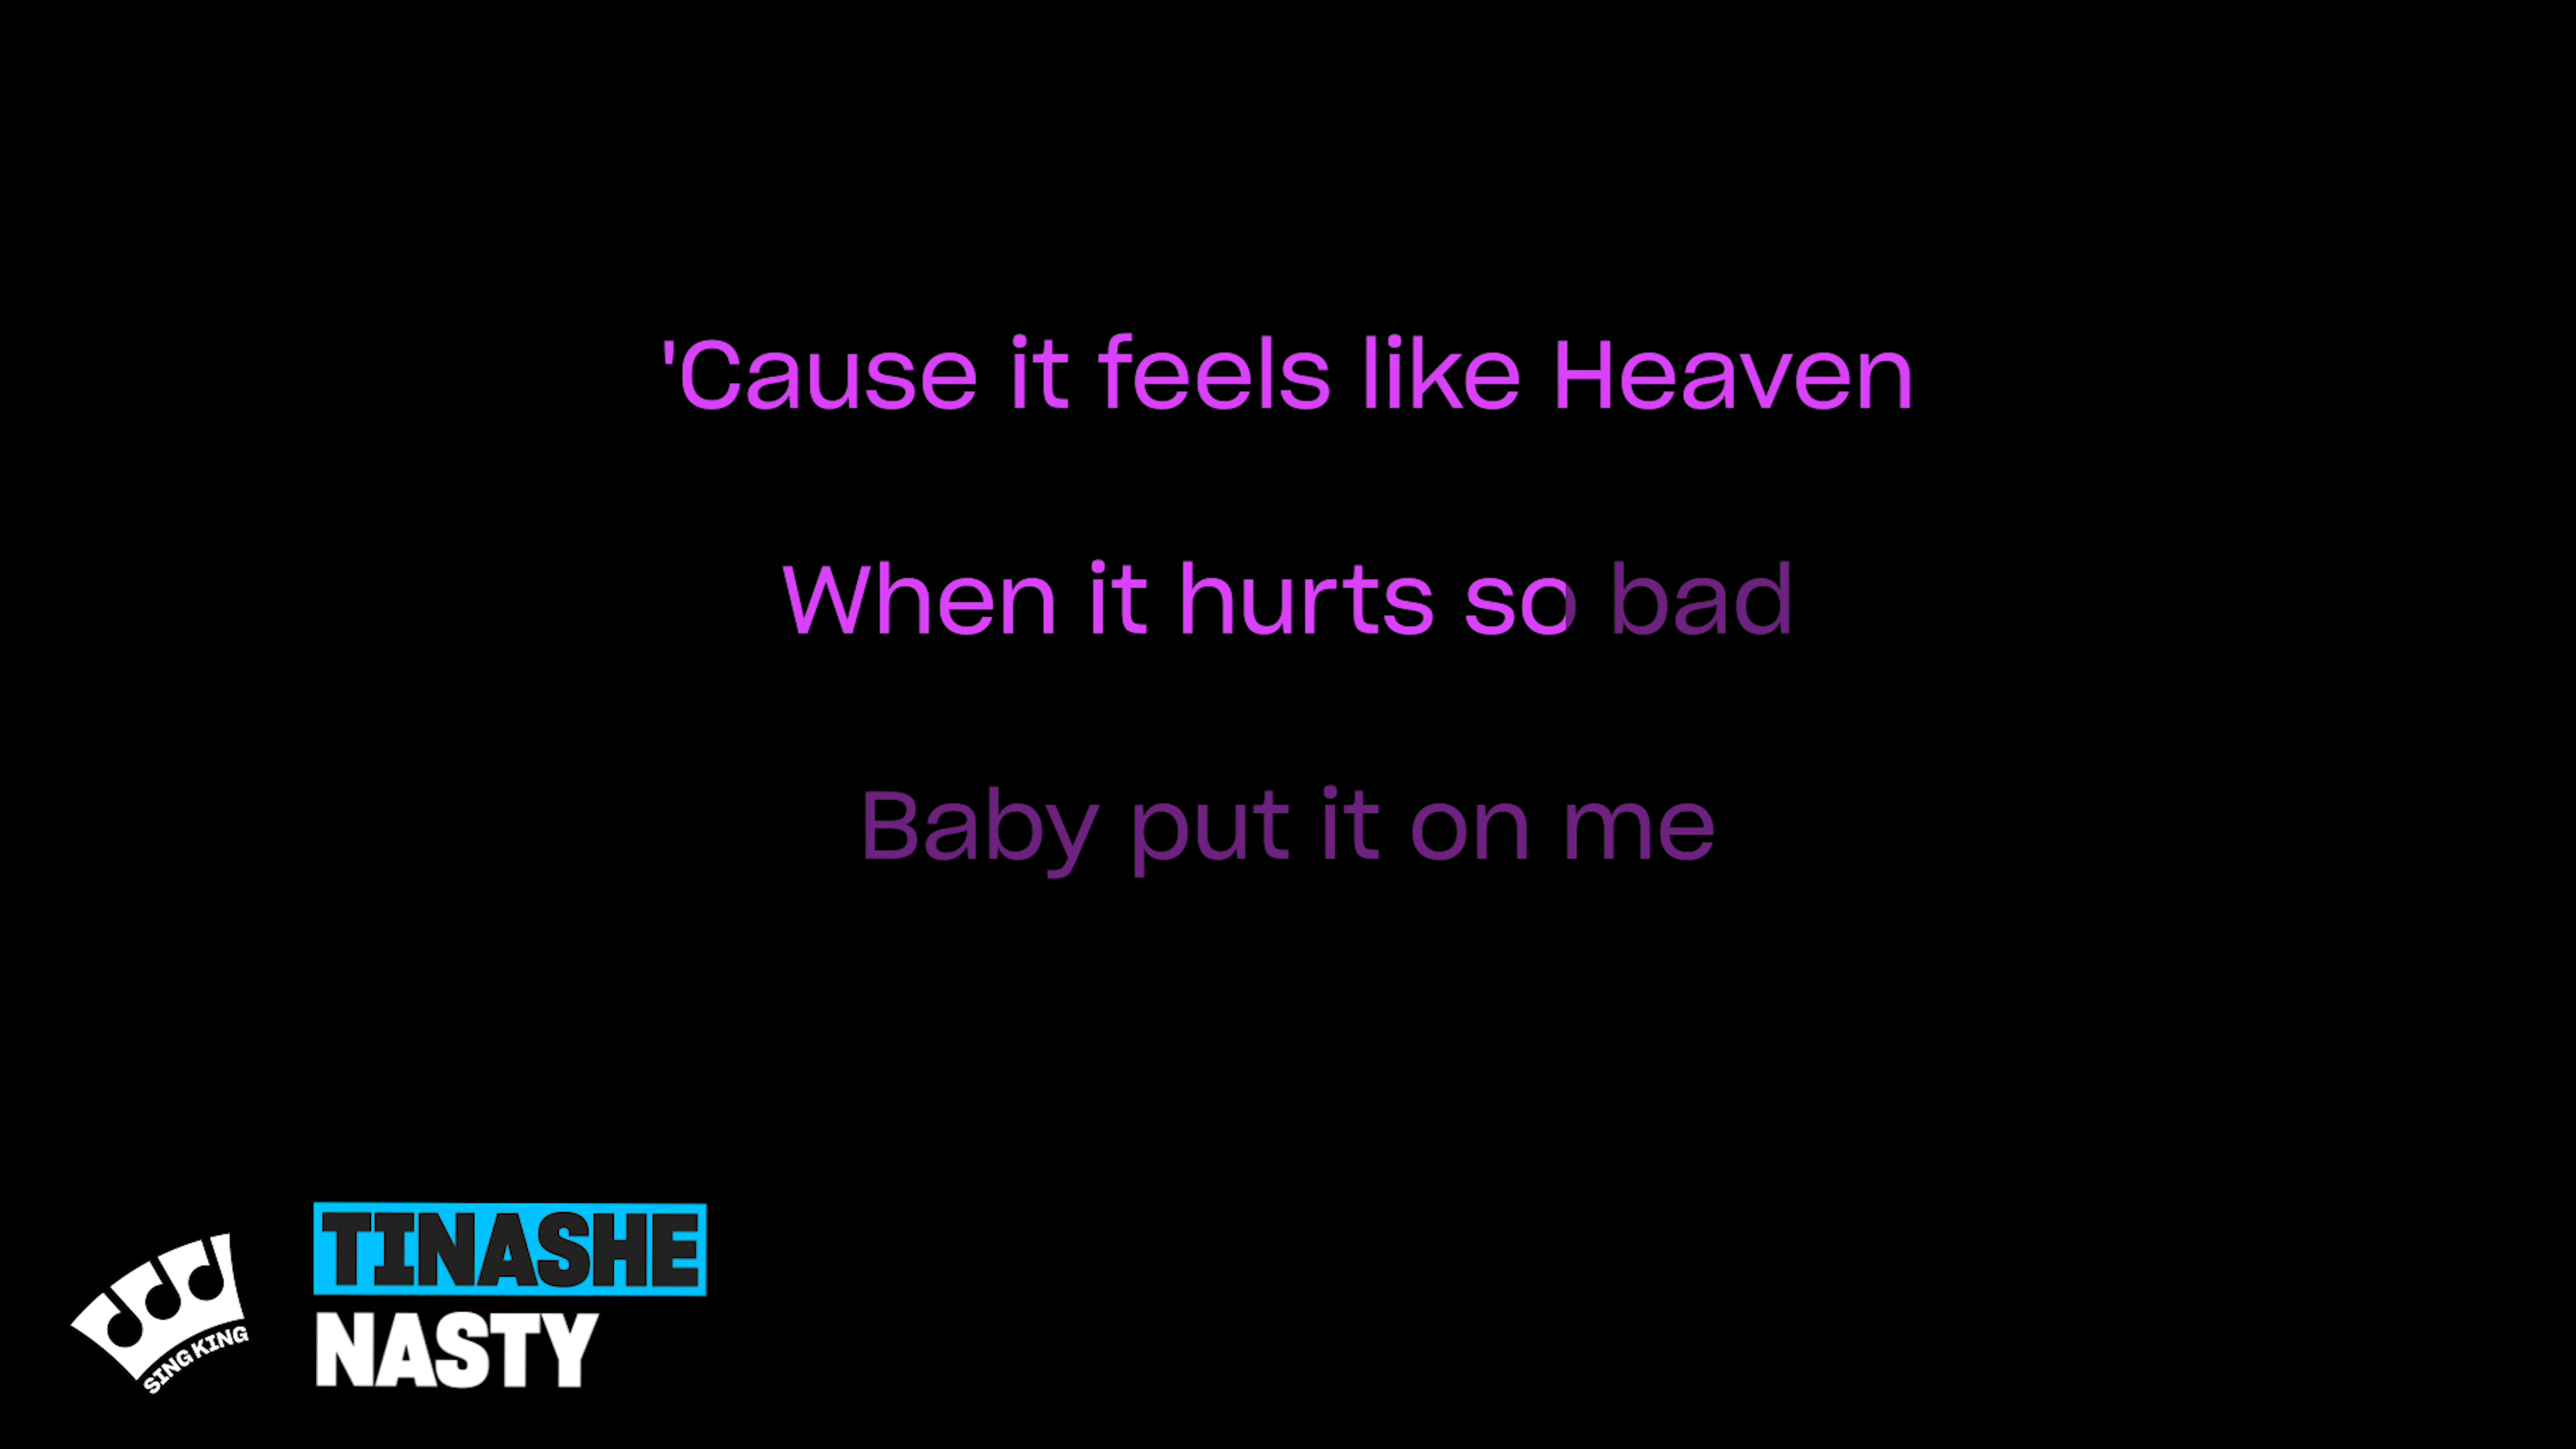 'Cause it feels like Heaven
When it hurts so bad
Baby put it on me
TINASHE
NASTY
SING KING